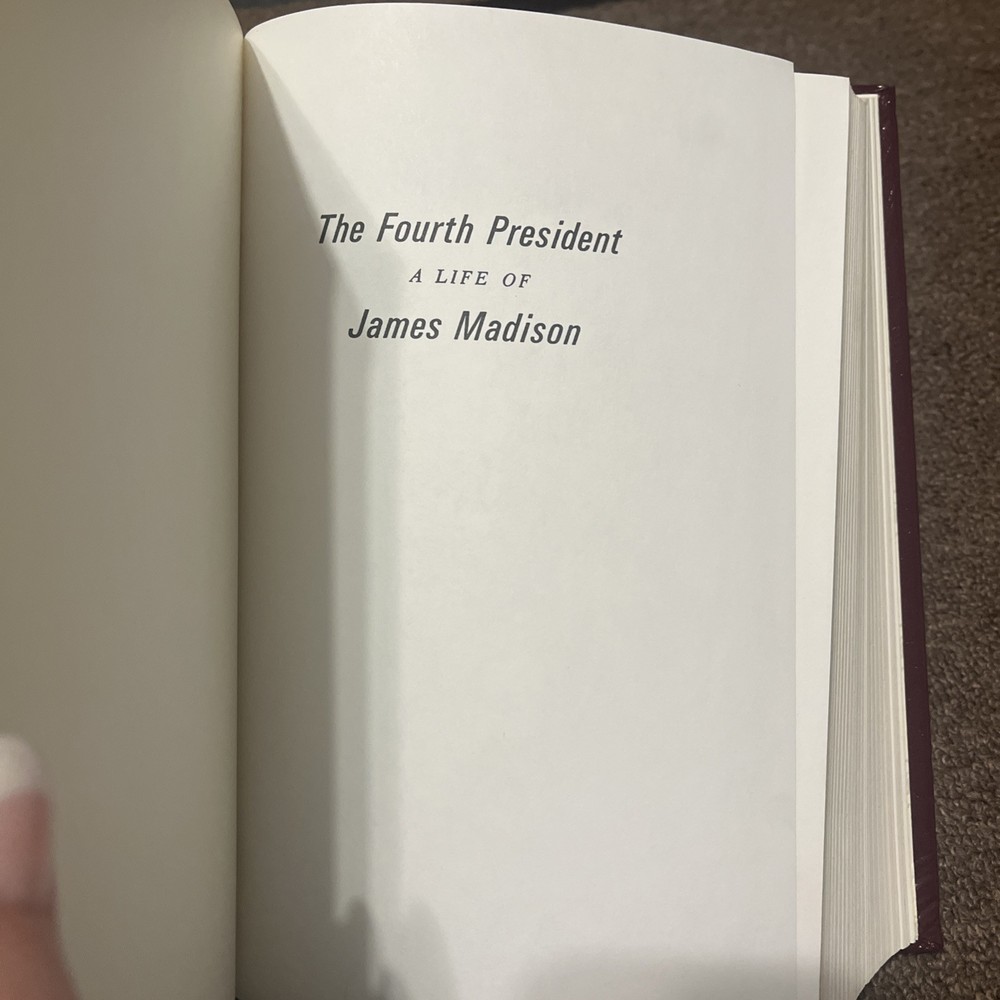 The Fourth President
A LIFE OF
James Madison